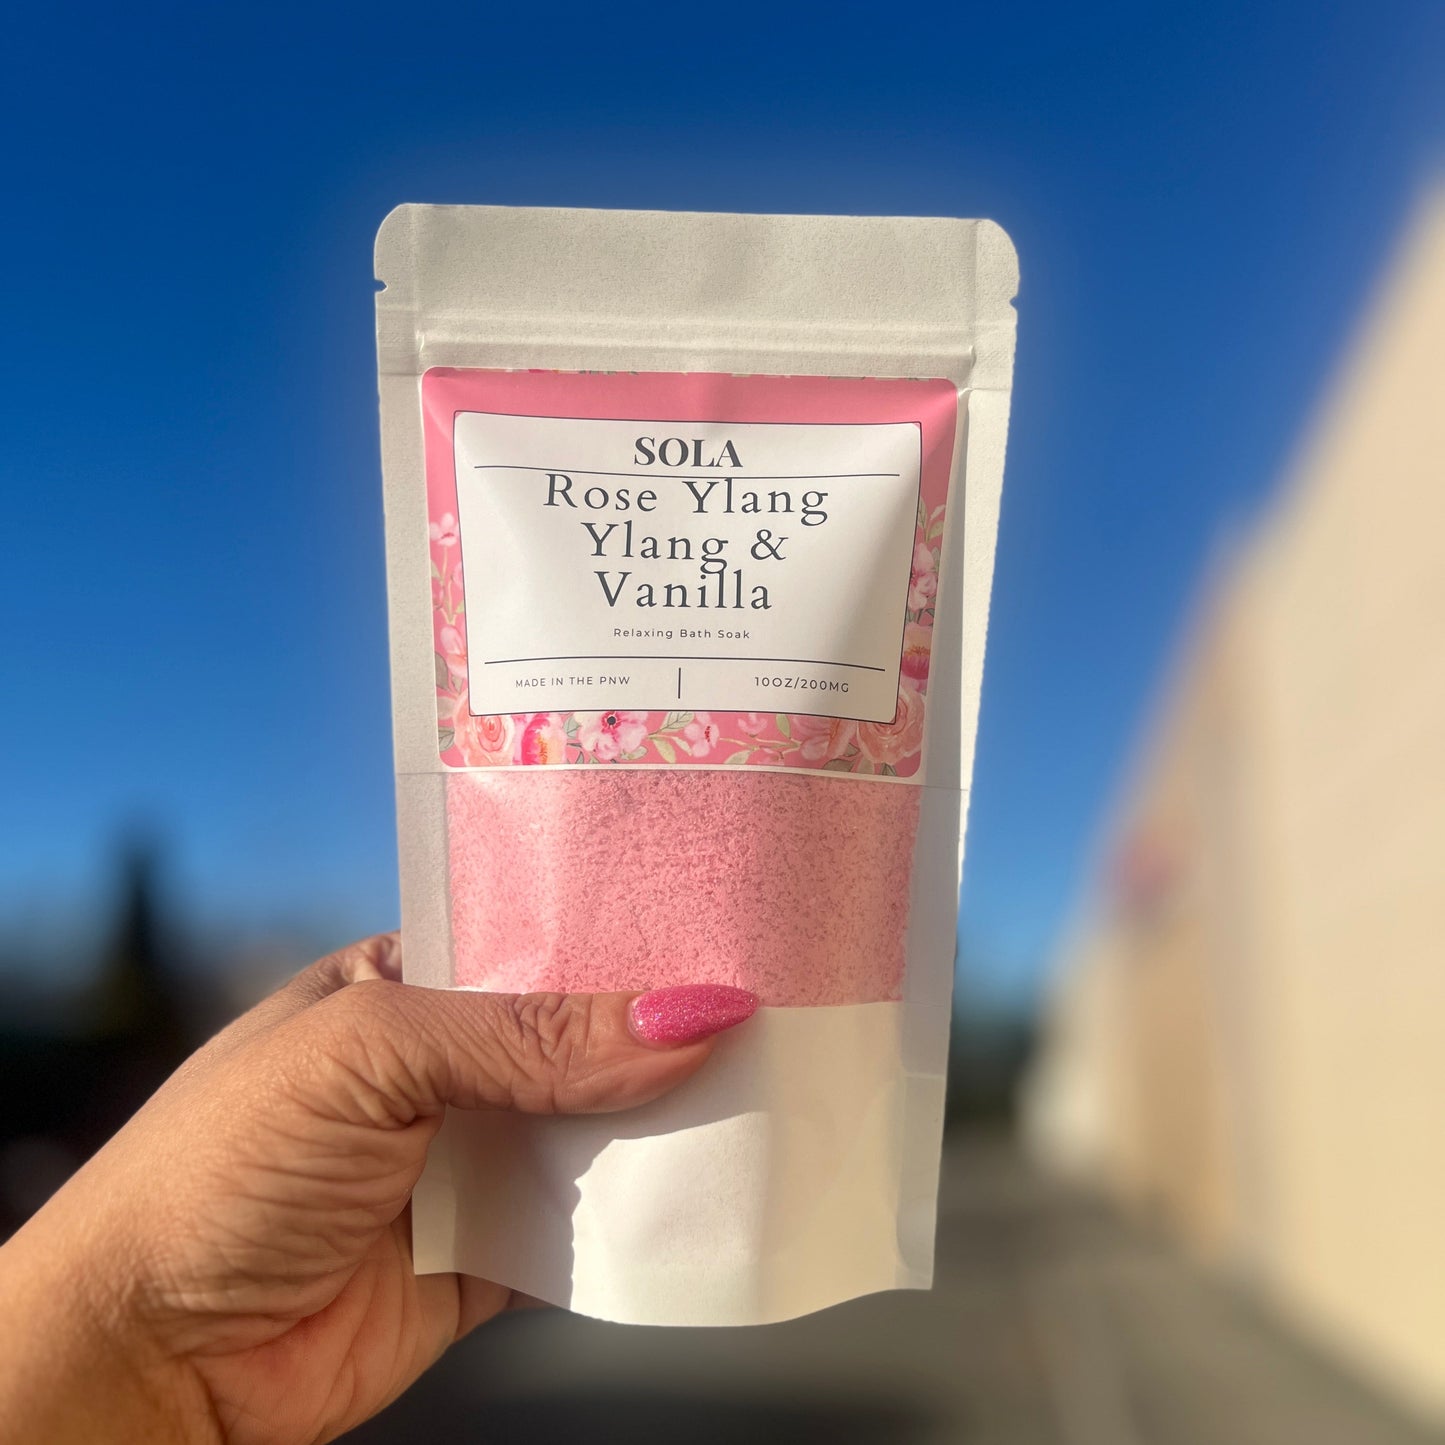 SOLA
Rose Ylang
Ylang &
Vanilla
Relaxing Bath Soak
MADE IN THE PNW
10OZ/200MG